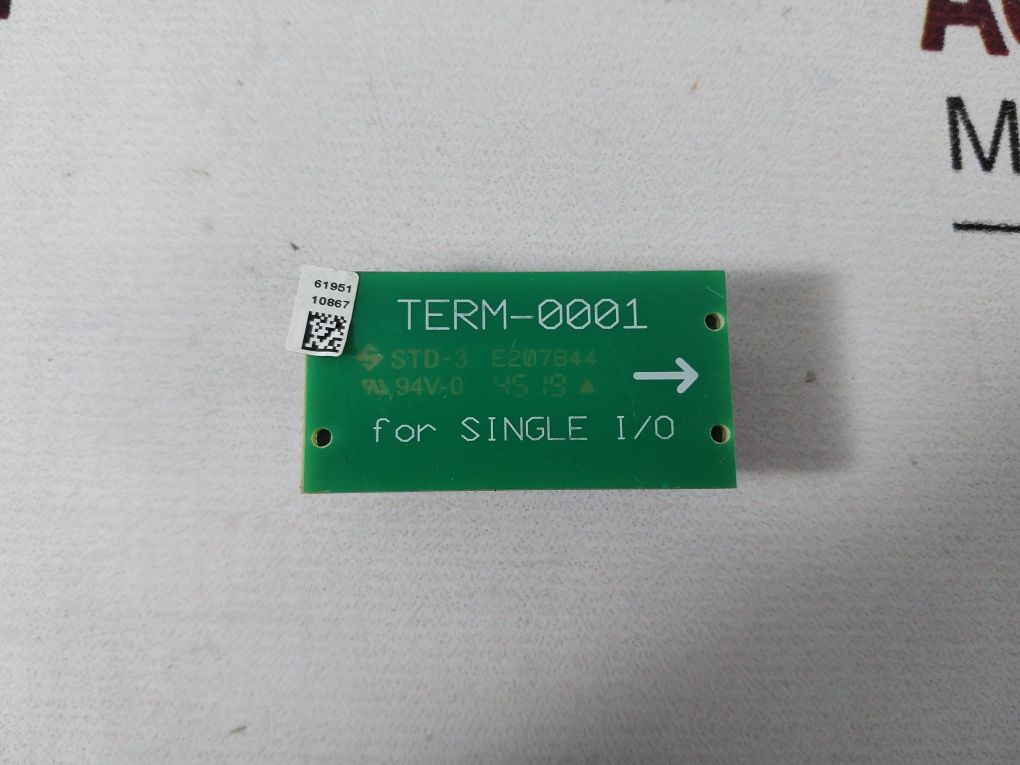 61951
10867
TERM-0001
STD-3 E207844
94V-0 4519 ▲
→
for SINGLE I/O
M